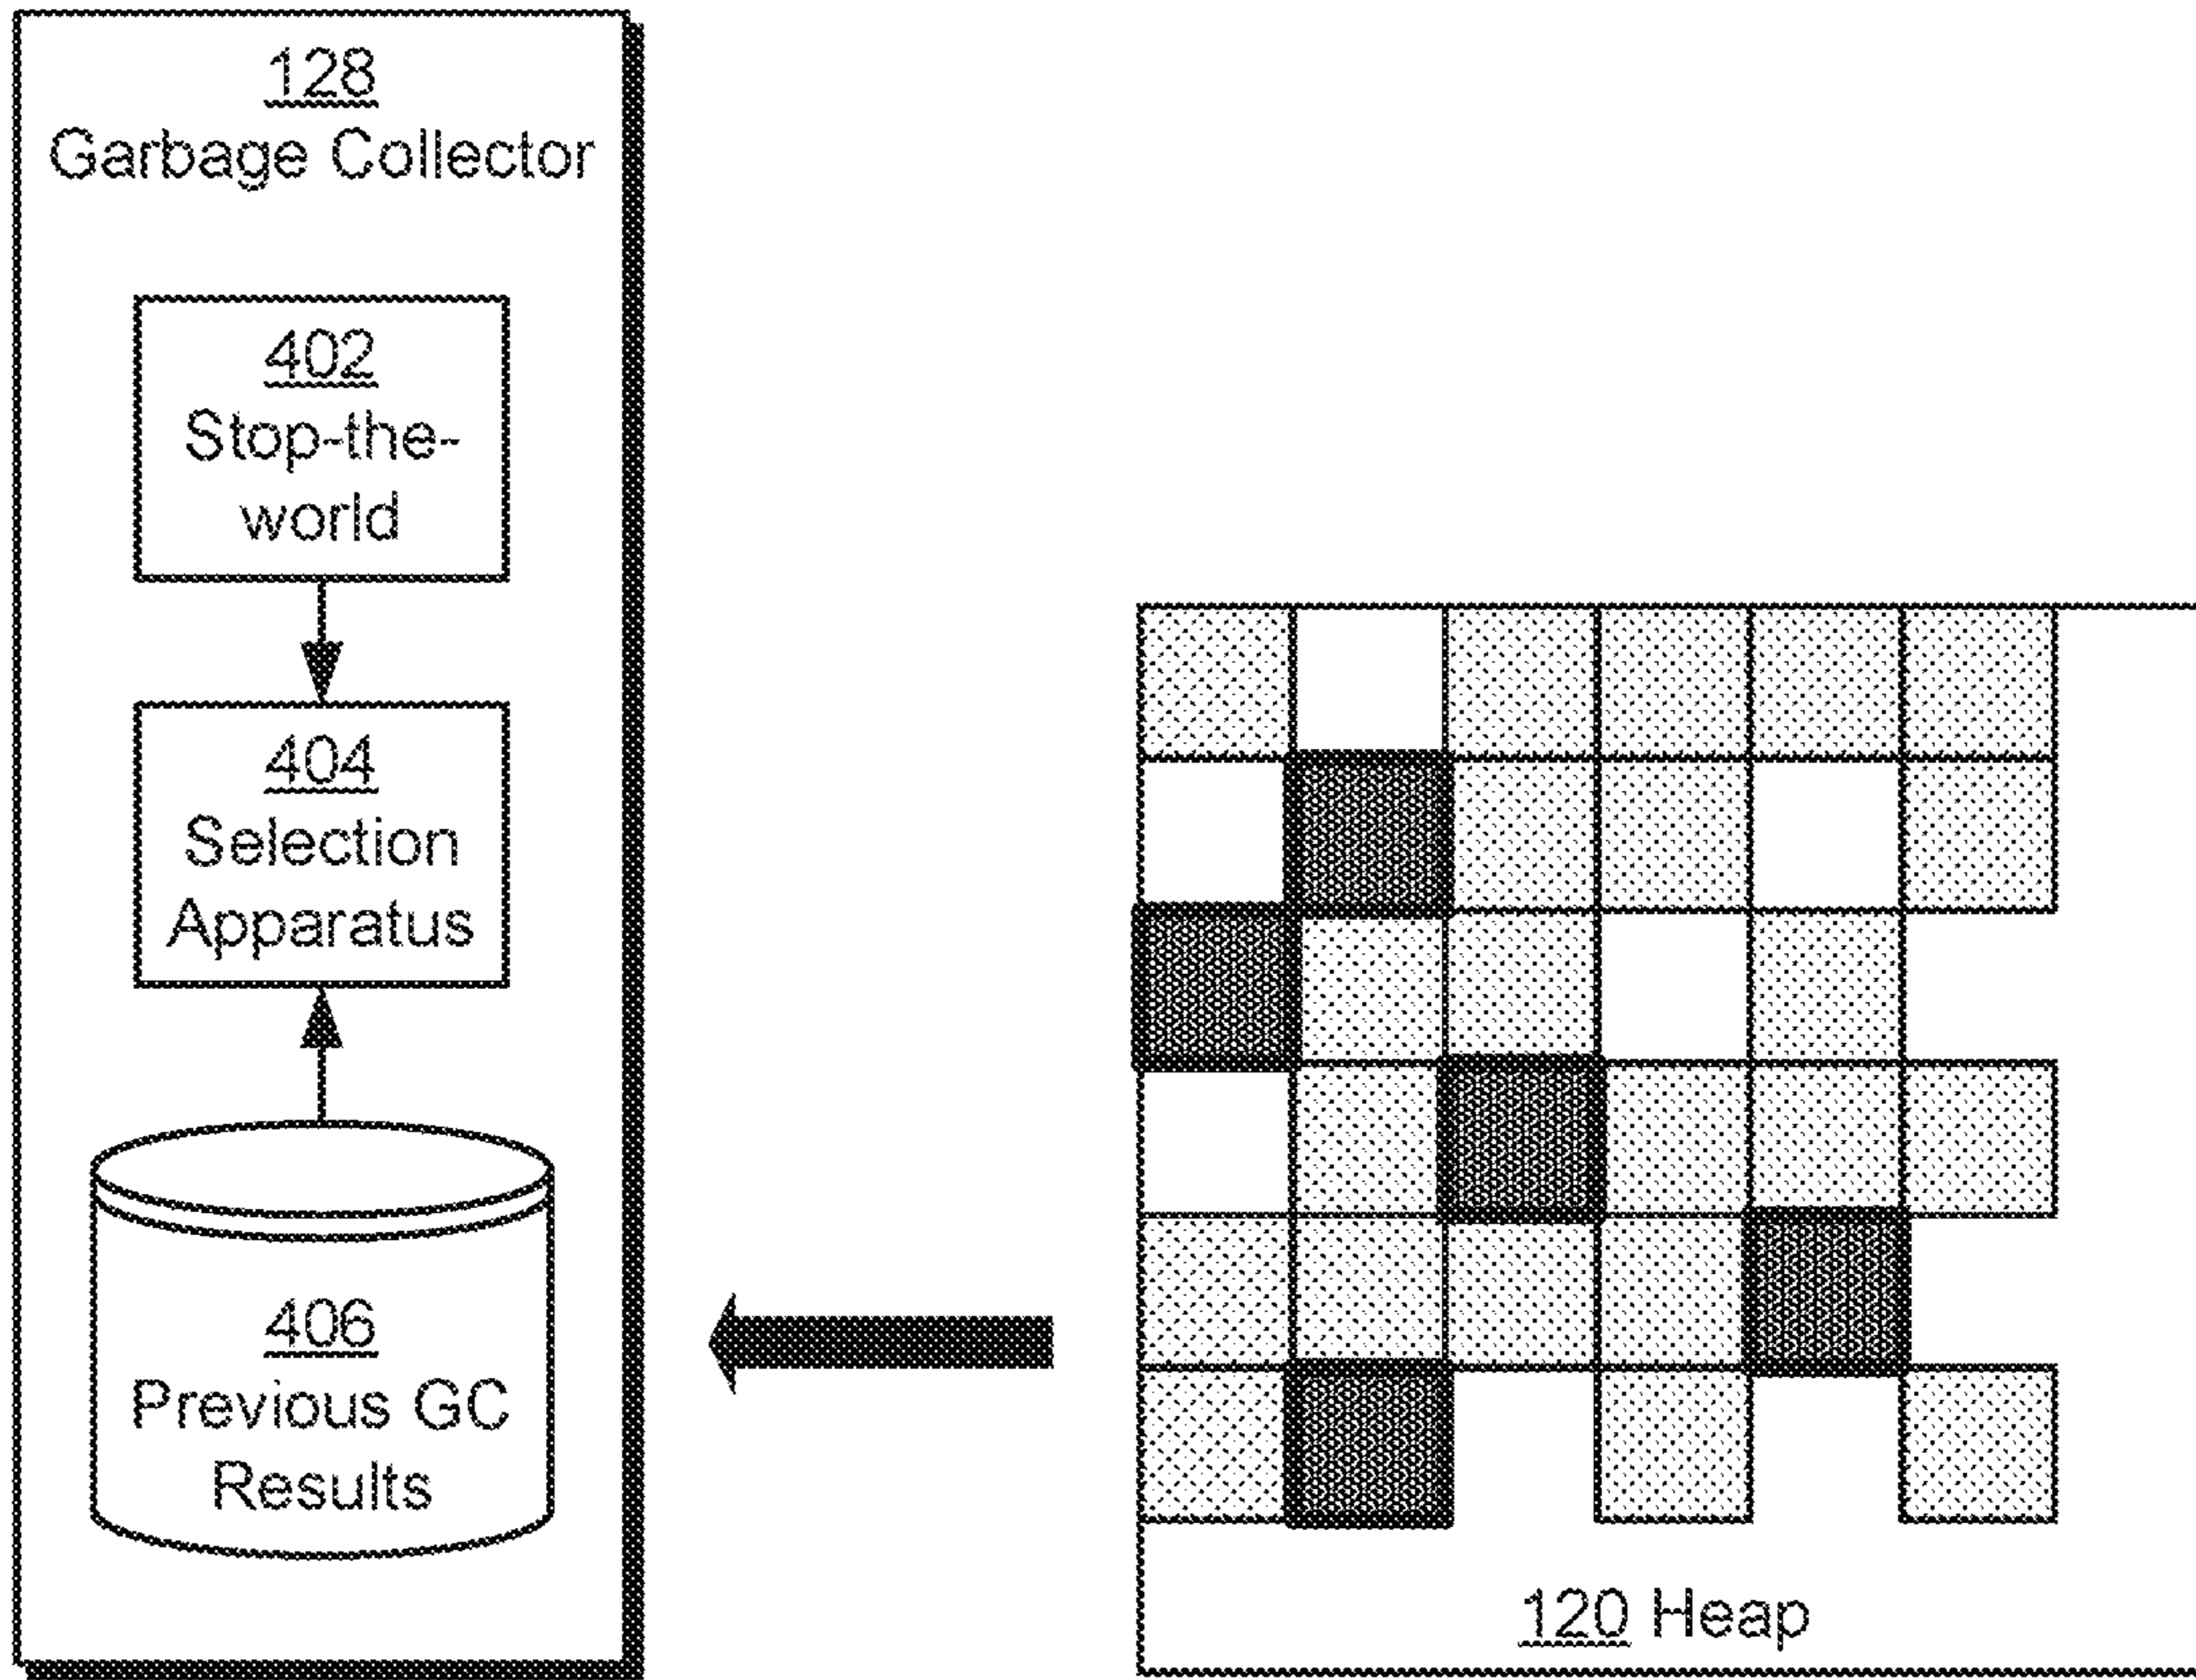 128
Garbage Collector
402
Stop-the-
world
404
Selection
Apparatus
406
Previous GC
Results
120 Heap